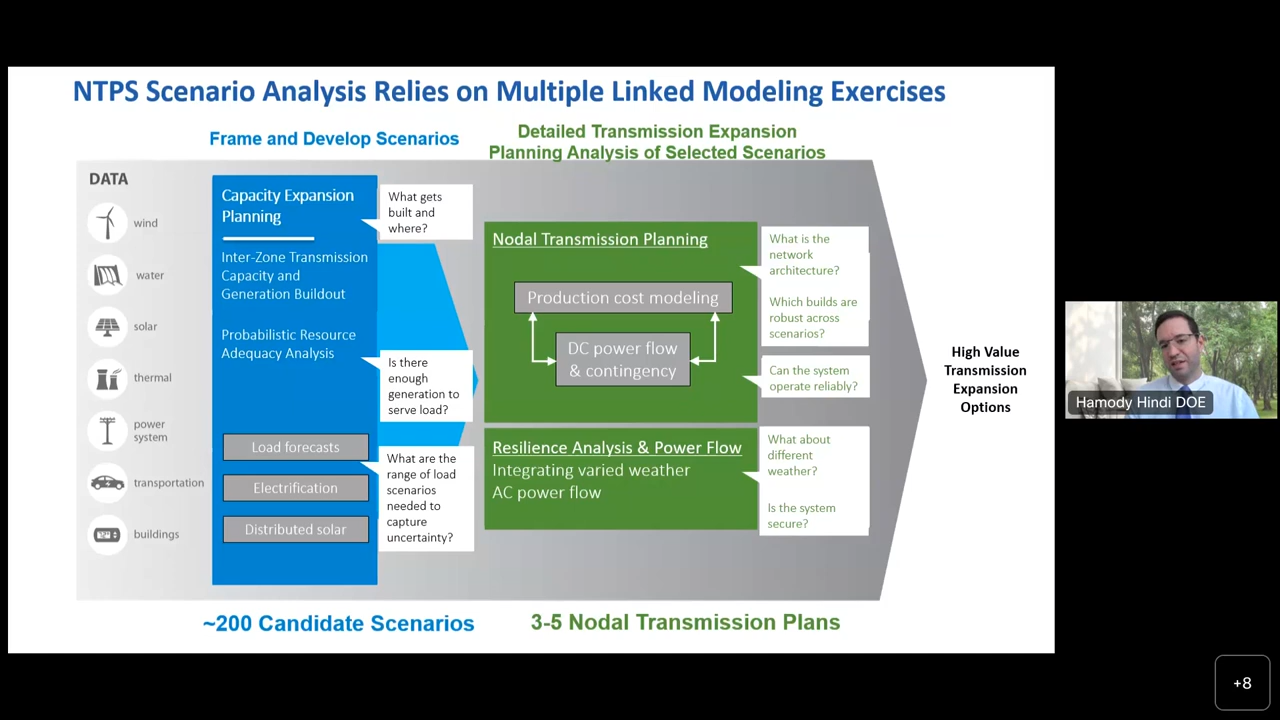 NTPS Scenario Analysis Relies on Multiple Linked Modeling Exercises
Frame and Develop Scenarios
Detailed Transmission Expansion
Planning Analysis of Selected Scenarios
DATA
wind
water
solar
thermal
power
system
transportation
buildings
Capacity Expansion
Planning
Inter-Zone Transmission
Capacity and
Generation Buildout
Probabilistic Resource
Adequacy Analysis
Load forecasts
Electrification
Distributed solar
What gets
built and
where?
Is there
enough
generation to
serve load?
What are the
range of load
scenarios
needed to
capture
uncertainty?
Nodal Transmission Planning
Production cost modeling
DC power flow
& contingency
Resilience Analysis & Power Flow
Integrating varied weather
AC power flow
What is the
network
architecture?
Which builds are
robust across
scenarios?
Can the system
operate reliably?
What about
different
weather?
Is the system
secure?
High Value
Transmission
Expansion
Options
~200 Candidate Scenarios
3-5 Nodal Transmission Plans
Hamody Hindi DOE
+8